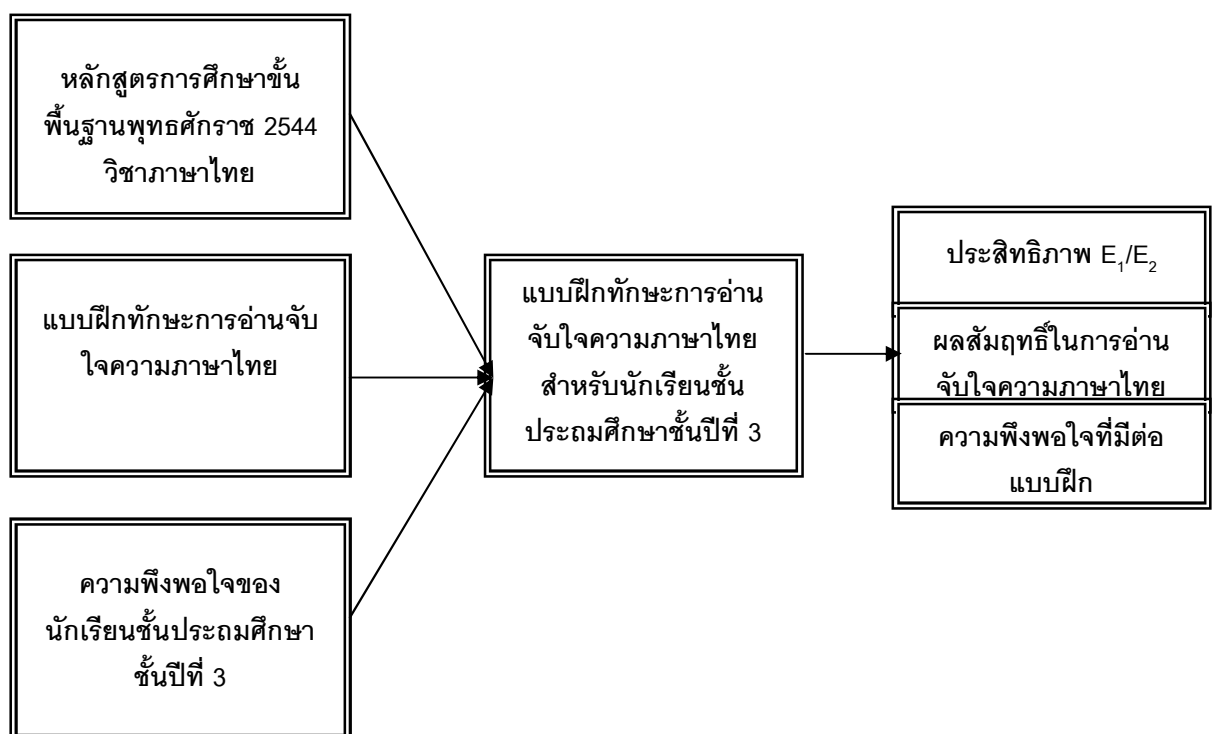 หลักสูตรการศึกษาขั้น
พื้นฐานพุทธศักราช 2544
วิชาภาษาไทย
แบบฝึกทักษะการอ่านจับ
ใจความภาษาไทย
ความพึงพอใจของ
นักเรียนชั้นประถมศึกษา
ชั้นปีที่ 3
แบบฝึกทักษะการอ่าน
จับใจความภาษาไทย
สำหรับนักเรียนชั้น
ประถมศึกษาชั้นปีที่ 3
ประสิทธิภาพ E₁/E₂
ผลสัมฤทธิ์ในการอ่าน
จับใจความภาษาไทย
ความพึงพอใจที่มีต่อ
แบบฝึก